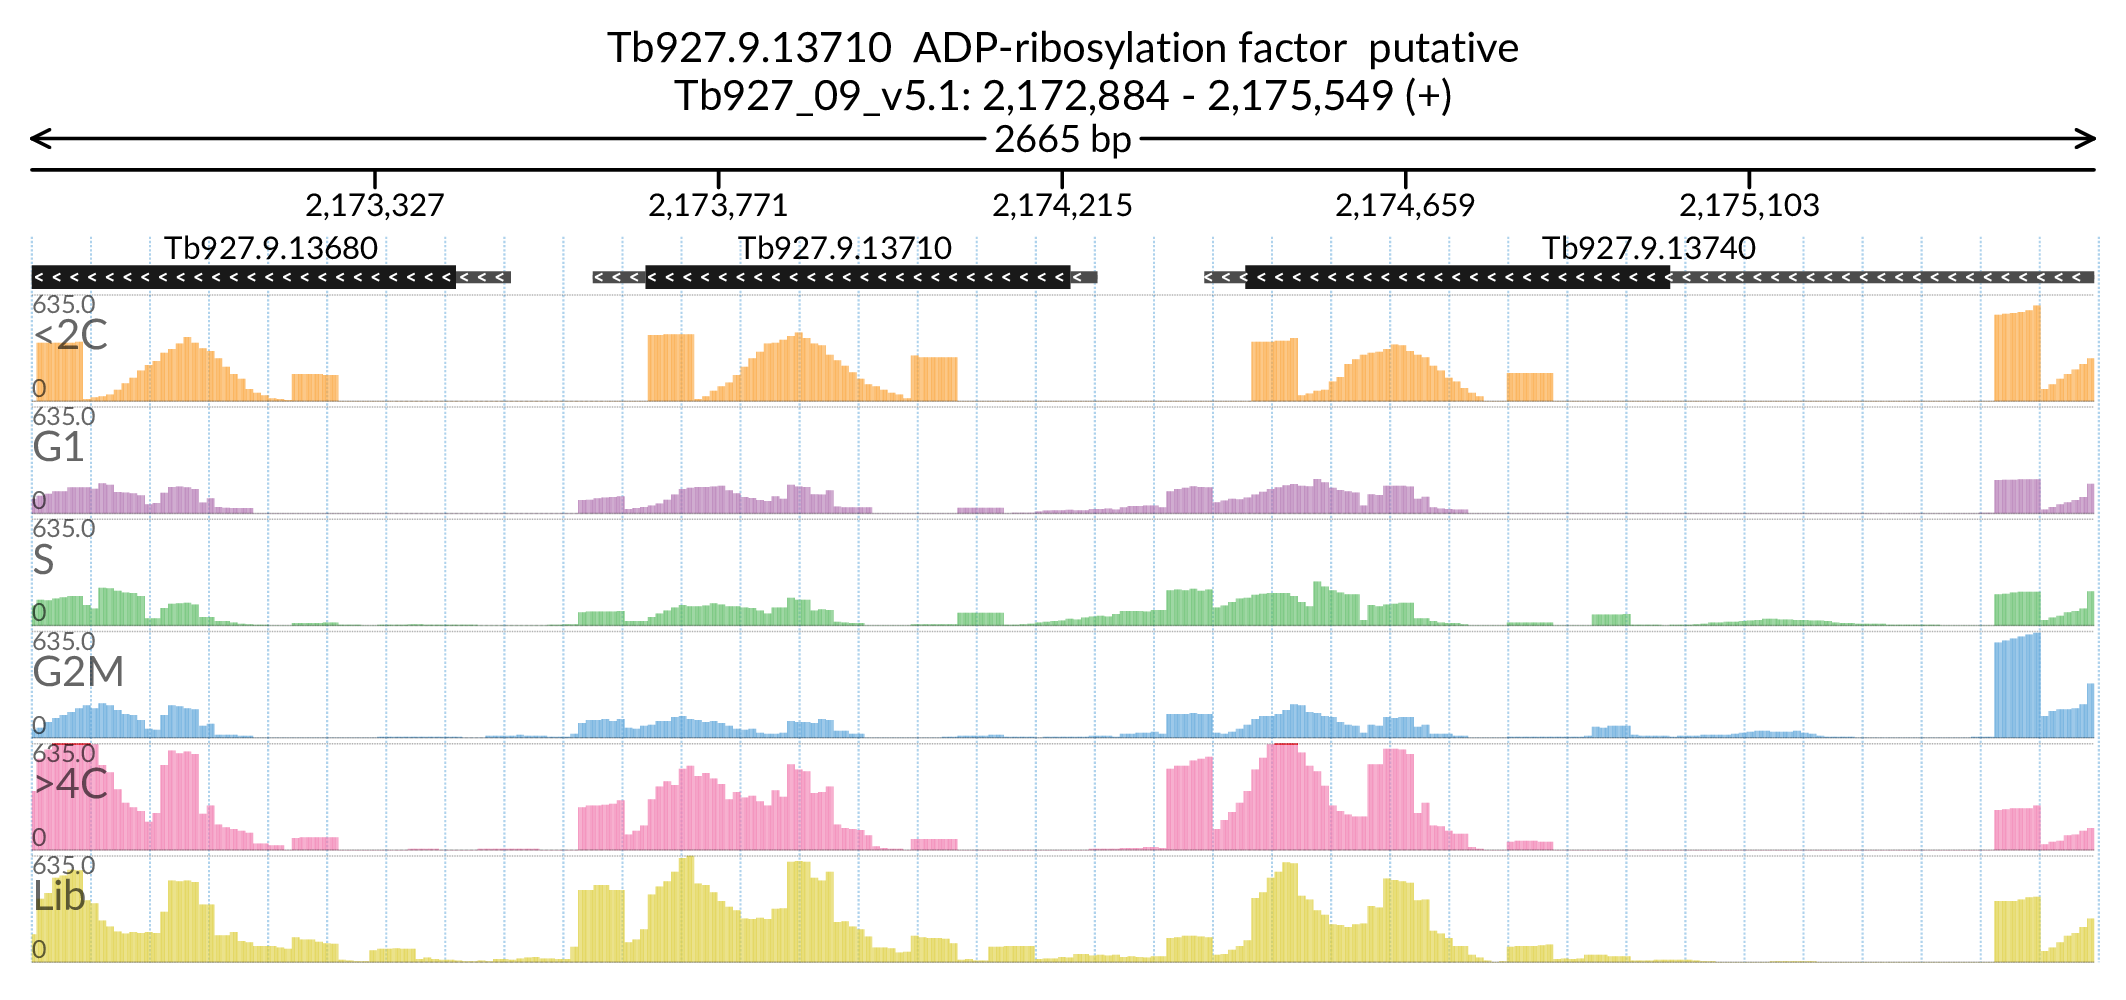 Tb927.9.13710 ADP-ribosylation factor putative
Tb927_09_v5.1: 2,172,884 - 2,175,549 (+)
2665 bp
2,173,327 2,173,771 2,174,215 2,174,659 2,175,103
Tb927.9.13680 Tb927.9.13710 Tb927.9.13740
635.0
<2C
0
635.0
G1
0
635.0
S
0
635.0
G2M
0
635.0
>4C
0
635.0
Lib
0